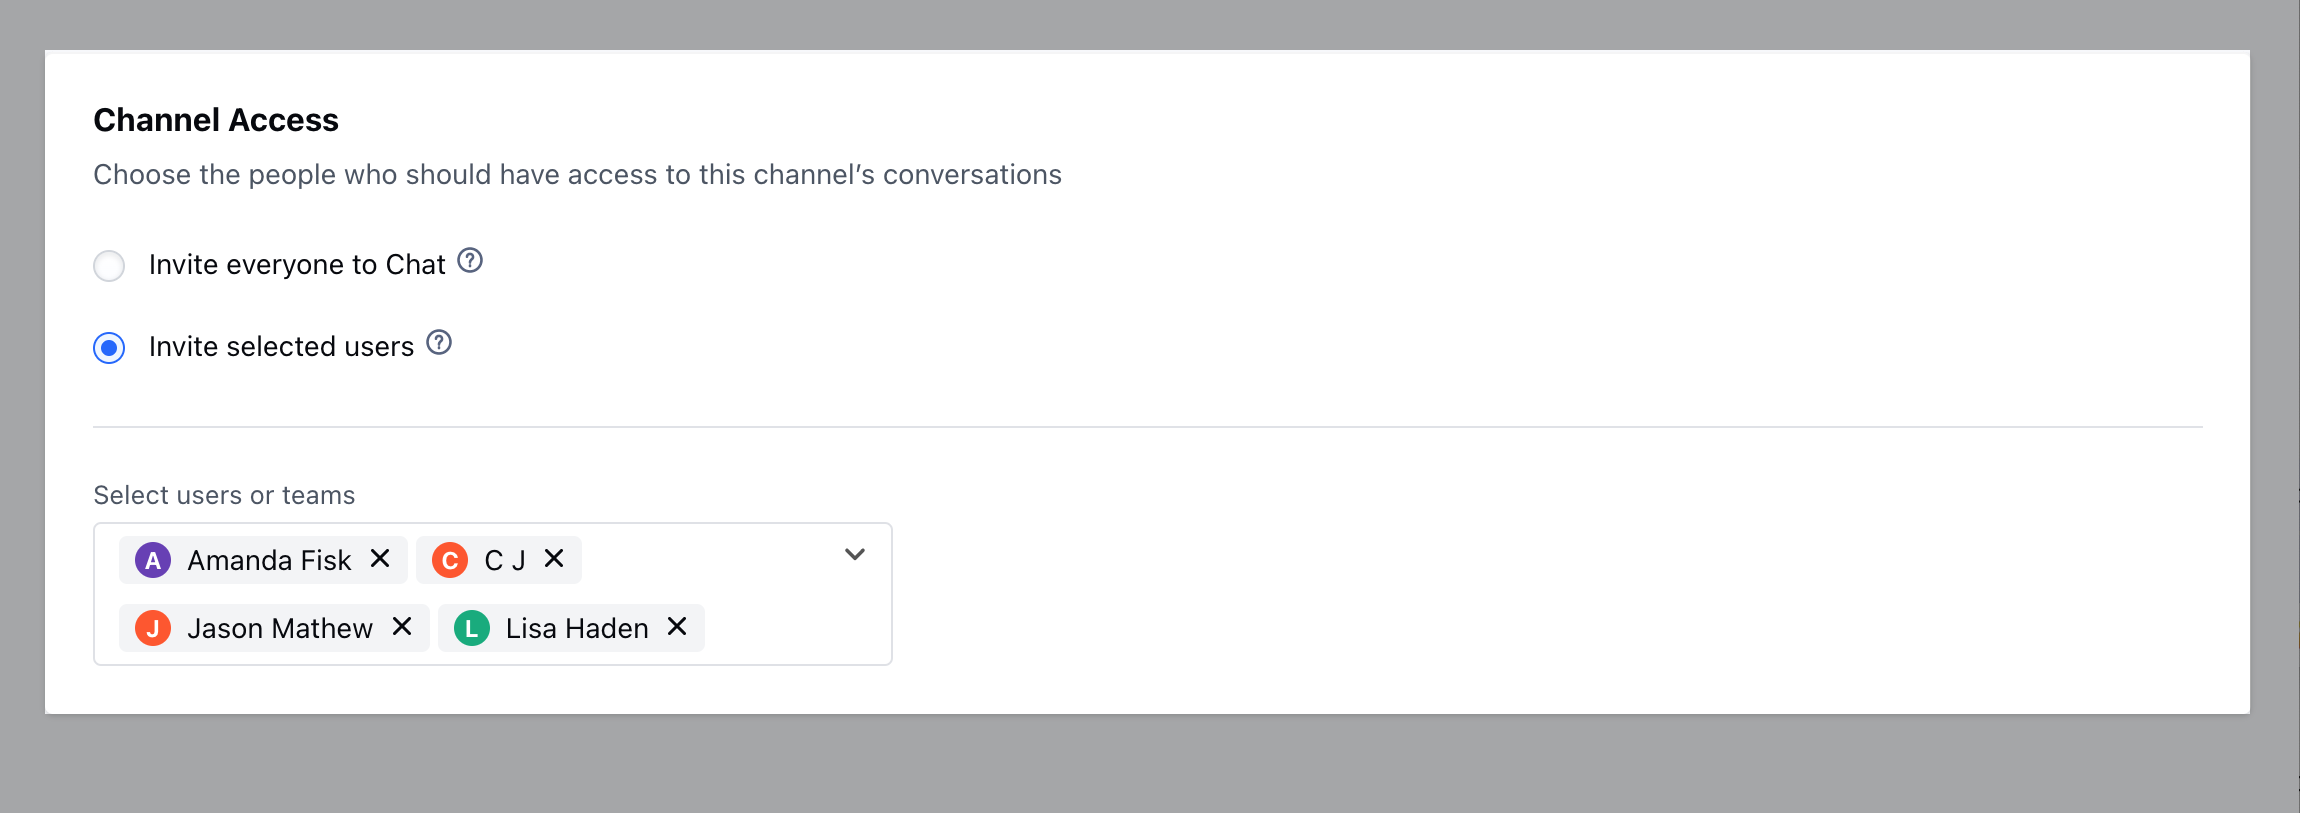 Channel Access
Choose the people who should have access to this channel’s conversations
Invite everyone to Chat ?
Invite selected users ?
Select users or teams
A Amanda Fisk C C J
J Jason Mathew L Lisa Haden